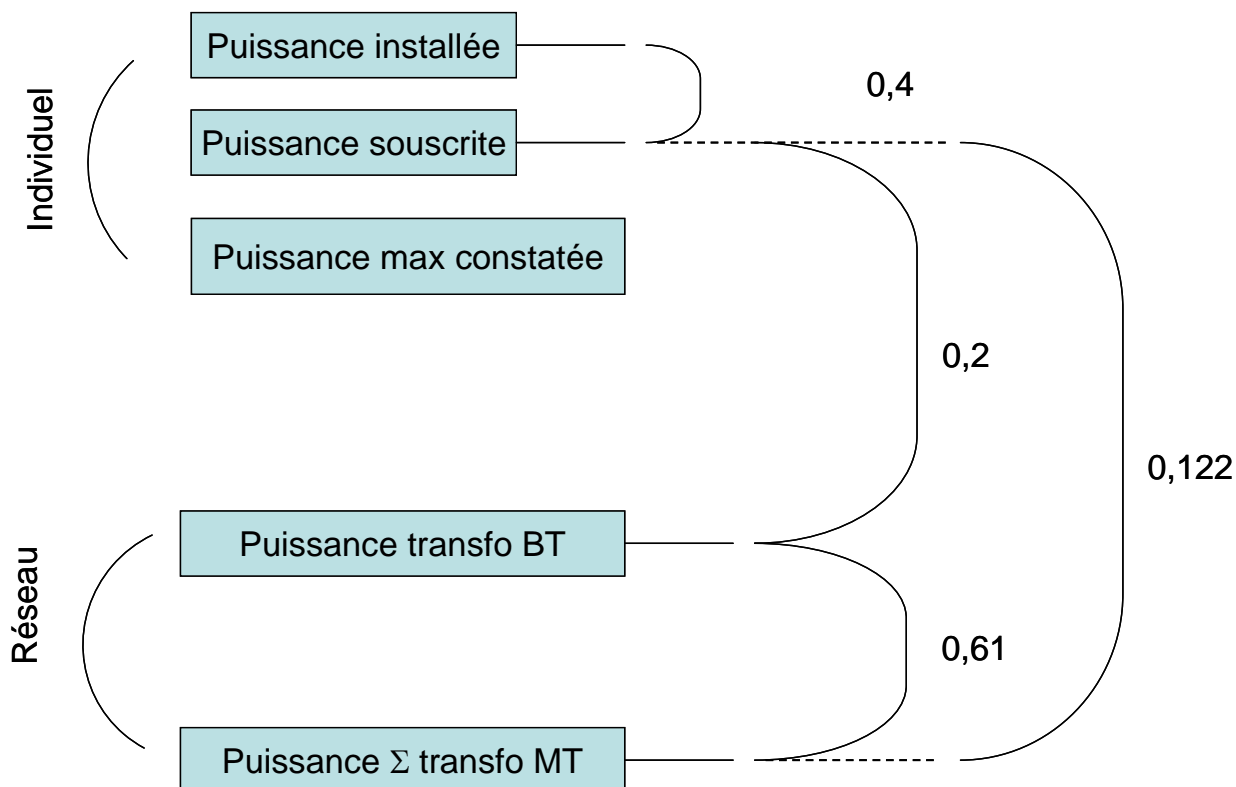 Individuel
Puissance installée
0,4
Puissance souscrite
Puissance max constatée
0,2
0,122
Réseau
Puissance transfo BT
0,61
Puissance Σ transfo MT